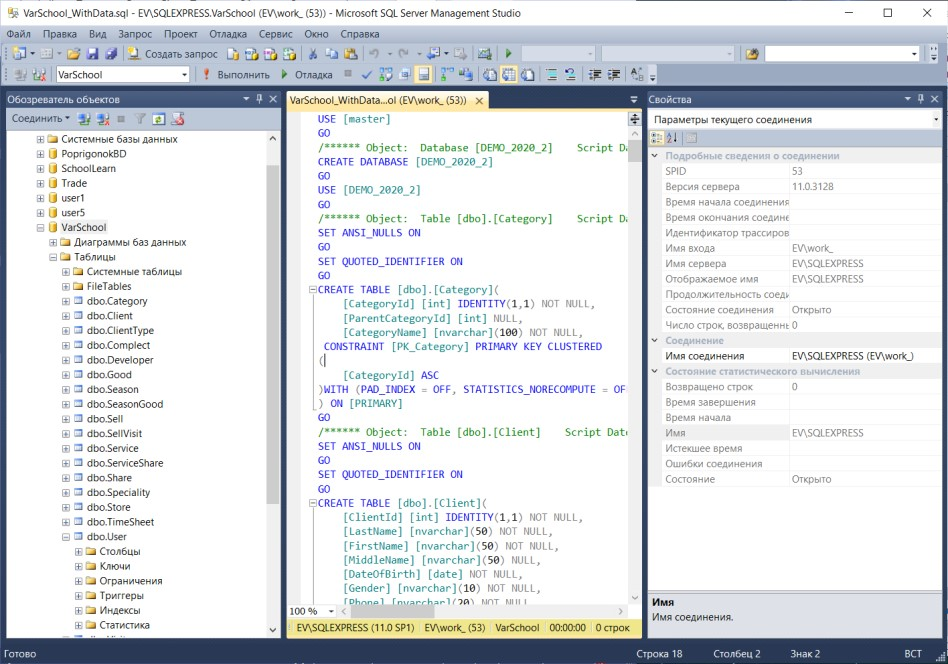 VarSchool_WithData.sql - EV\SQLEXPRESS.VarSchool (EV\work_ (53)) - Microsoft SQL Server Management Studio
Файл Правка Вид Запрос Проект Отладка Сервис Окно Справка
Создать запрос
VarSchool Выполнить Отладка
Обозреватель объектов
Соединить
Системные базы данных
PoprigonokBD
SchoolLearn
Trade
user1
user5
VarSchool
Диаграммы баз данных
Таблицы
Системные таблицы
FileTables
dbo.Category
dbo.Client
dbo.ClientType
dbo.Complect
dbo.Developer
dbo.Good
dbo.Season
dbo.SeasonGood
dbo.Sell
dbo.SellVisit
dbo.Service
dbo.ServiceShare
dbo.Share
dbo.Speciality
dbo.Store
dbo.TimeSheet
dbo.User
Столбцы
Ключи
Ограничения
Триггеры
Индексы
Статистика
VarSchool_WithData...ol (EV\work_ (53))
USE [master]
GO
/****** Object:  Database [DEMO_2020_2]    Script Da
CREATE DATABASE [DEMO_2020_2]
GO
USE [DEMO_2020_2]
GO
/****** Object:  Table [dbo].[Category]    Script Da
SET ANSI_NULLS ON
GO
SET QUOTED_IDENTIFIER ON
GO
CREATE TABLE [dbo].[Category](
[CategoryId] [int] IDENTITY(1,1) NOT NULL,
[ParentCategoryId] [int] NULL,
[CategoryName] [nvarchar](100) NOT NULL,
CONSTRAINT [PK_Category] PRIMARY KEY CLUSTERED
(
[CategoryId] ASC
)WITH (PAD_INDEX = OFF, STATISTICS_NORECOMPUTE = OF
) ON [PRIMARY]
GO
/****** Object:  Table [dbo].[Client]    Script Date
SET ANSI_NULLS ON
GO
SET QUOTED_IDENTIFIER ON
GO
CREATE TABLE [dbo].[Client](
[ClientId] [int] IDENTITY(1,1) NOT NULL,
[LastName] [nvarchar](50) NOT NULL,
[FirstName] [nvarchar](50) NOT NULL,
[MiddleName] [nvarchar](50) NOT NULL,
[DateOfBirth] [date] NOT NULL,
[Gender] [nvarchar](10) NOT NULL,
[Phone] [nvarchar](20) NOT NULL,
100 %
EV\SQLEXPRESS (11.0 SP1) EV\work_ (53) VarSchool 00:00:00 0 строк
Свойства
Параметры текущего соединения
Подробные сведения о соединении
SPID 53
Версия сервера 11.0.3128
Время начала соединения
Время окончания соедине
Идентификатор трассиров
Имя входа EV\work_
Имя сервера EV\SQLEXPRESS
Отображаемое имя EV\SQLEXPRESS
Продолжительность соеди
Состояние соединения Открыто
Число строк, возвращенны 0
Соединение
Имя соединения EV\SQLEXPRESS (EV\work_)
Состояние статистического вычисления
Возвращено строк 0
Время завершения
Время начала
Имя EV\SQLEXPRESS
Истекшее время
Ошибки соединения
Состояние Открыто
Имя
Имя соединения.
Готово Строка 18 Столбец 2 Знак 2 ВСТ